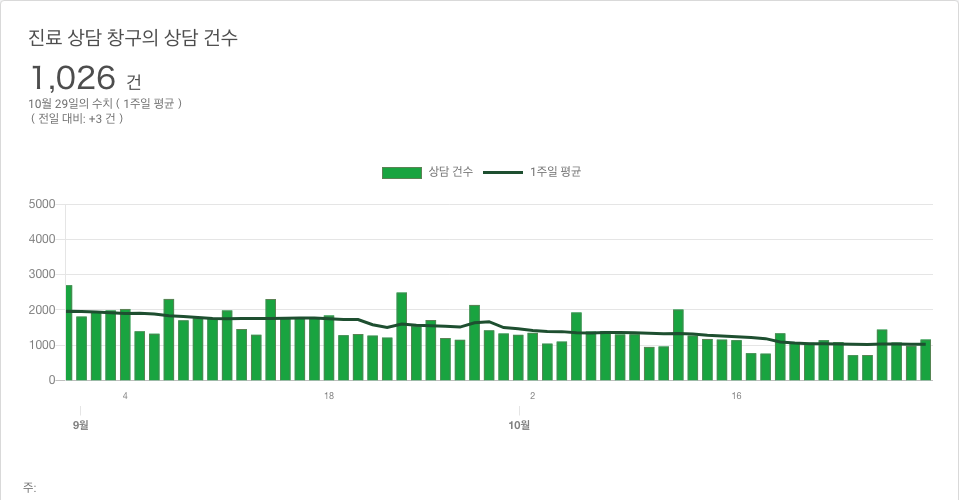 진료 상담 창구의 상담 건수
1,026 건
10월 29일의 수치 ( 1주일 평균 )
( 전일 대비: +3 건 )
상담 건수 1주일 평균
5000
4000
3000
2000
1000
0
4 18 2 16
9월 10월
주: